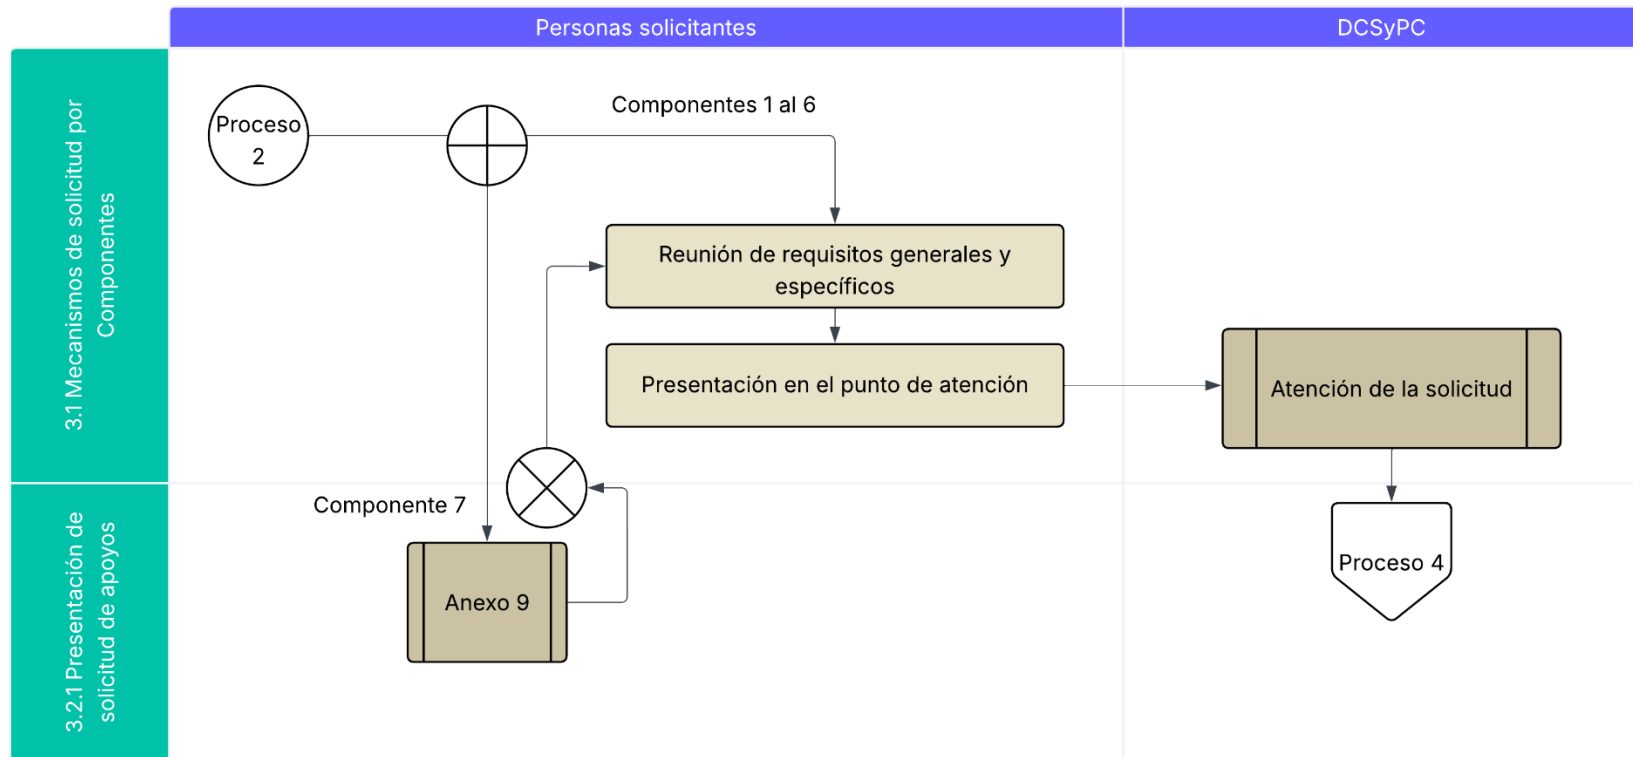 Personas solicitantes
DCSyPC
3.1 Mecanismos de solicitud por
Componentes
Proceso
2
Componentes 1 al 6
Reunión de requisitos generales y
específicos
Presentación en el punto de atención
Atención de la solicitud
3.2.1 Presentación de
solicitud de apoyos
Componente 7
Anexo 9
Proceso 4